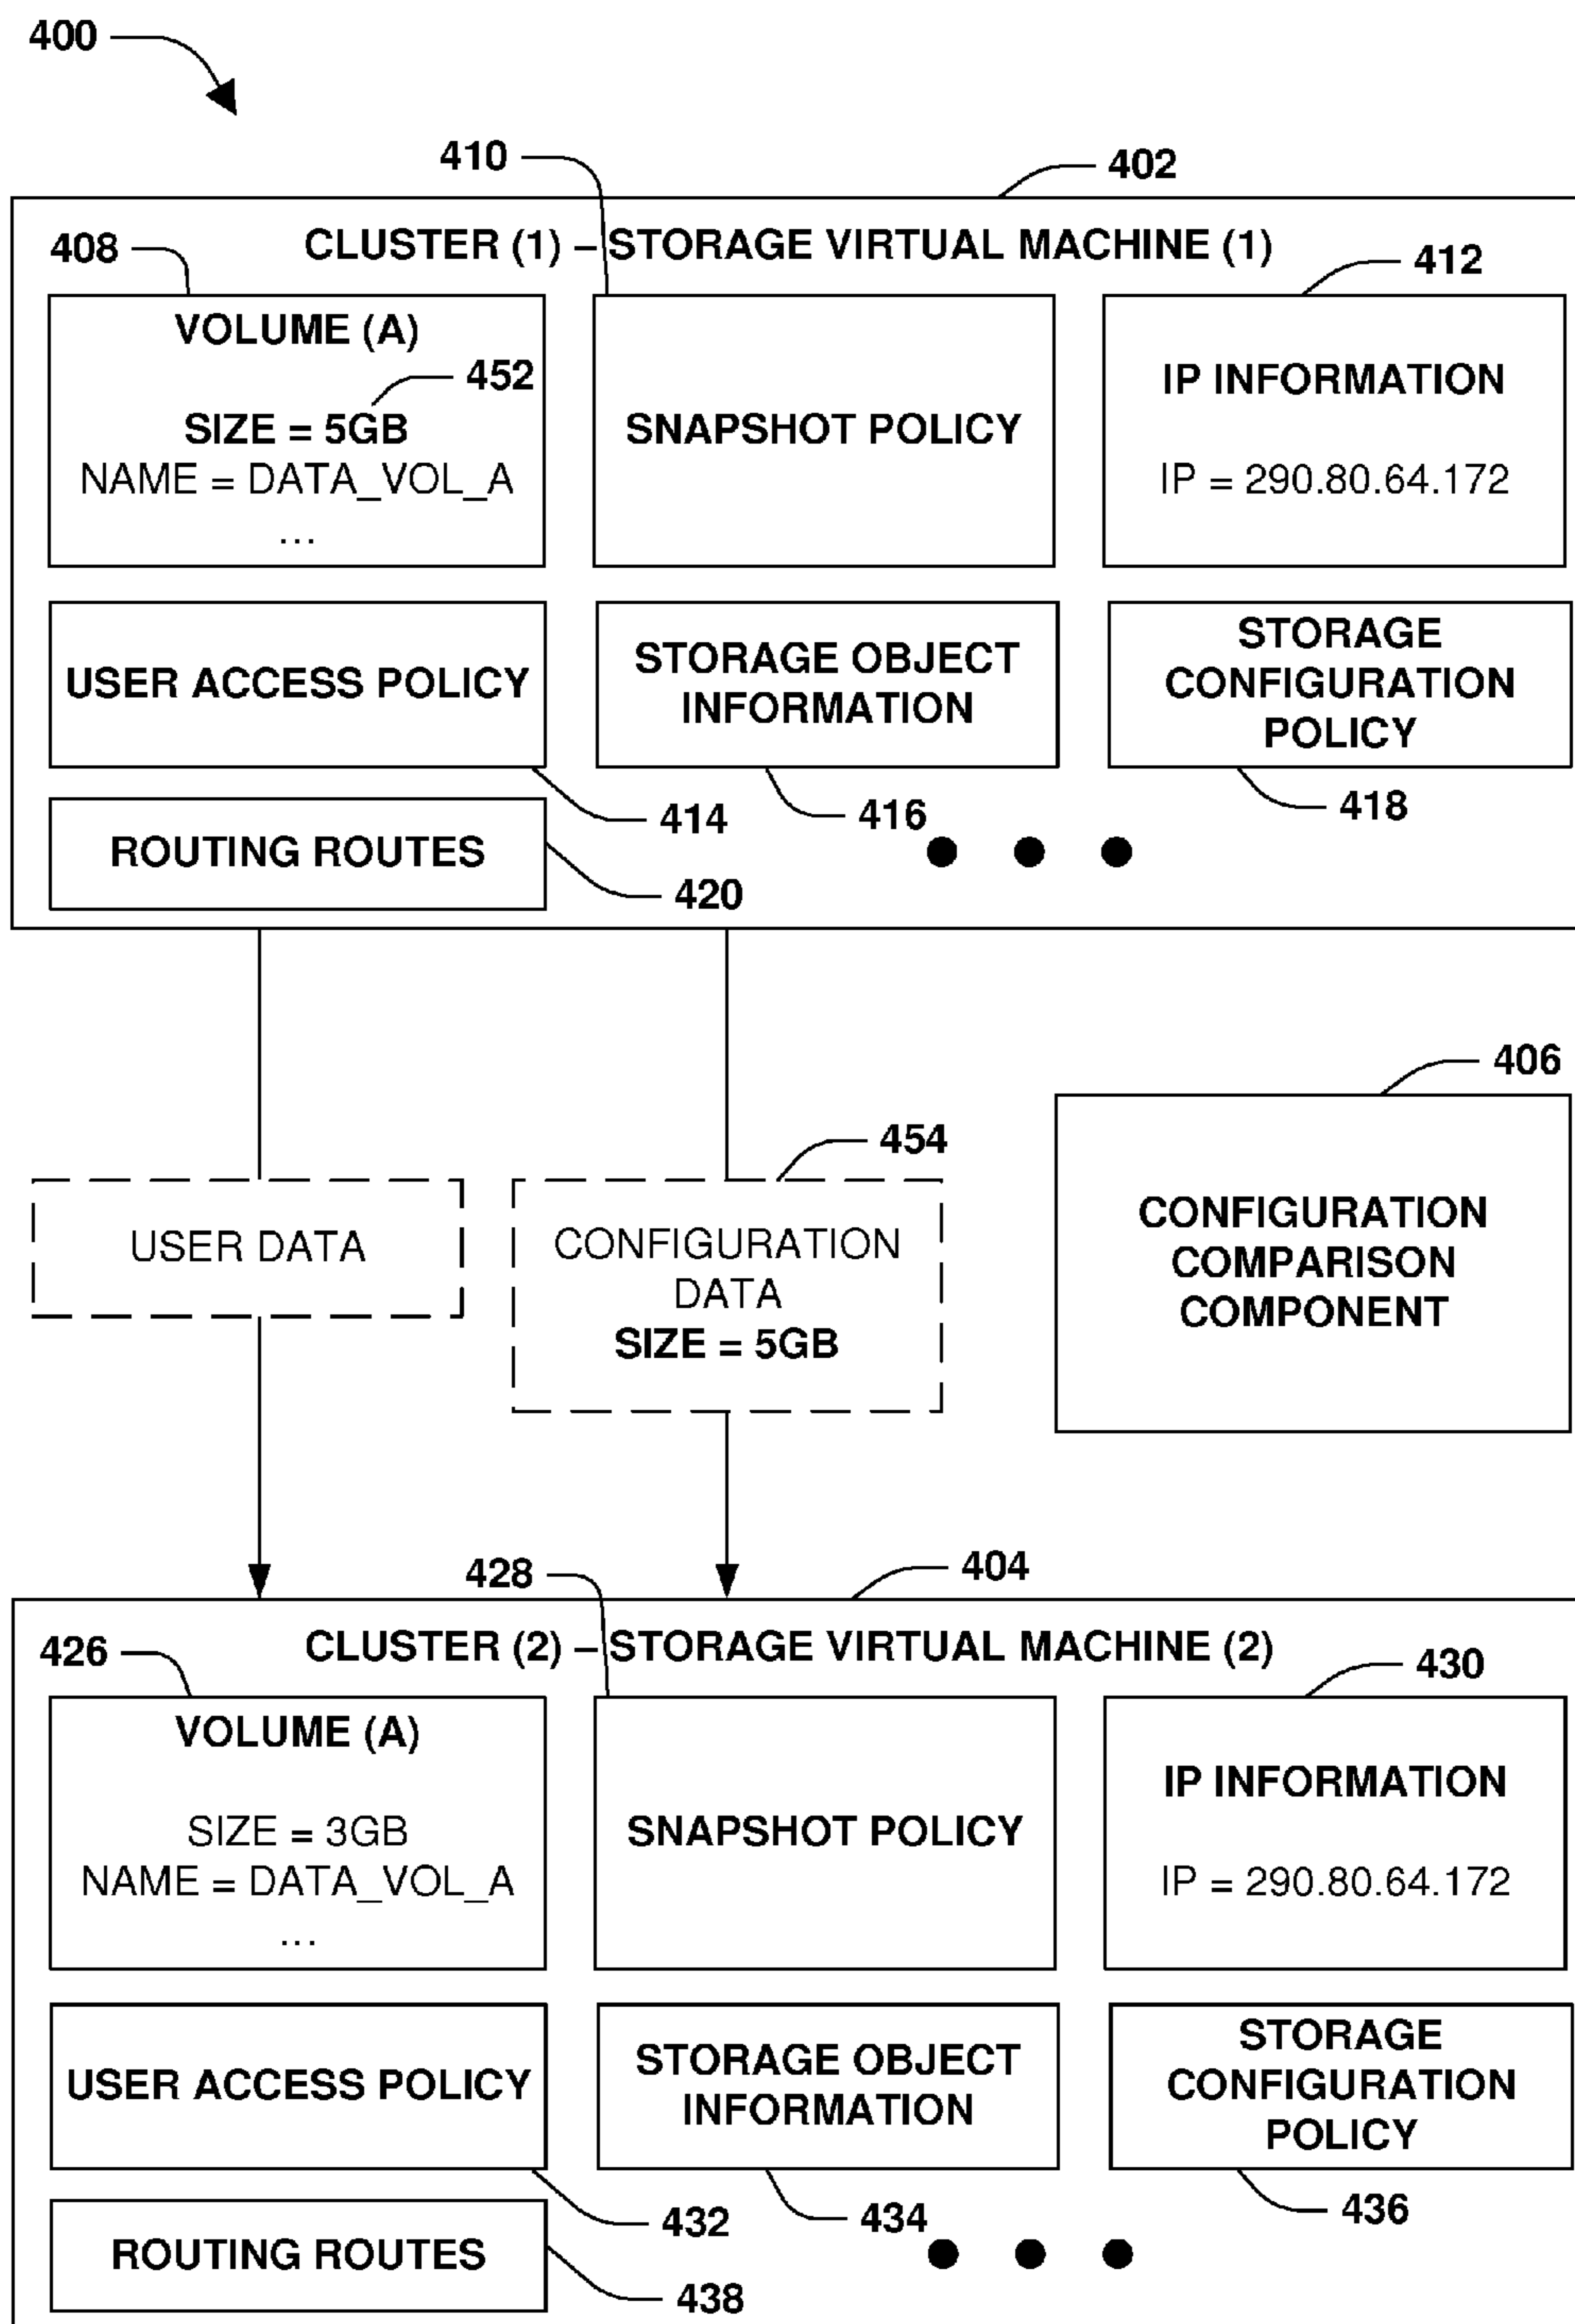 400
410
402
408
CLUSTER (1) – STORAGE VIRTUAL MACHINE (1)
412
VOLUME (A)
452
SIZE = 5GB
NAME = DATA_VOL_A
...
SNAPSHOT POLICY
IP INFORMATION
IP = 290.80.64.172
USER ACCESS POLICY
STORAGE OBJECT
INFORMATION
STORAGE
CONFIGURATION
POLICY
414
416
418
ROUTING ROUTES
420
406
454
USER DATA
CONFIGURATION
DATA
SIZE = 5GB
CONFIGURATION
COMPARISON
COMPONENT
428
404
426
CLUSTER (2) – STORAGE VIRTUAL MACHINE (2)
430
VOLUME (A)
SIZE = 3GB
NAME = DATA_VOL_A
...
SNAPSHOT POLICY
IP INFORMATION
IP = 290.80.64.172
USER ACCESS POLICY
STORAGE OBJECT
INFORMATION
STORAGE
CONFIGURATION
POLICY
432
434
436
ROUTING ROUTES
438